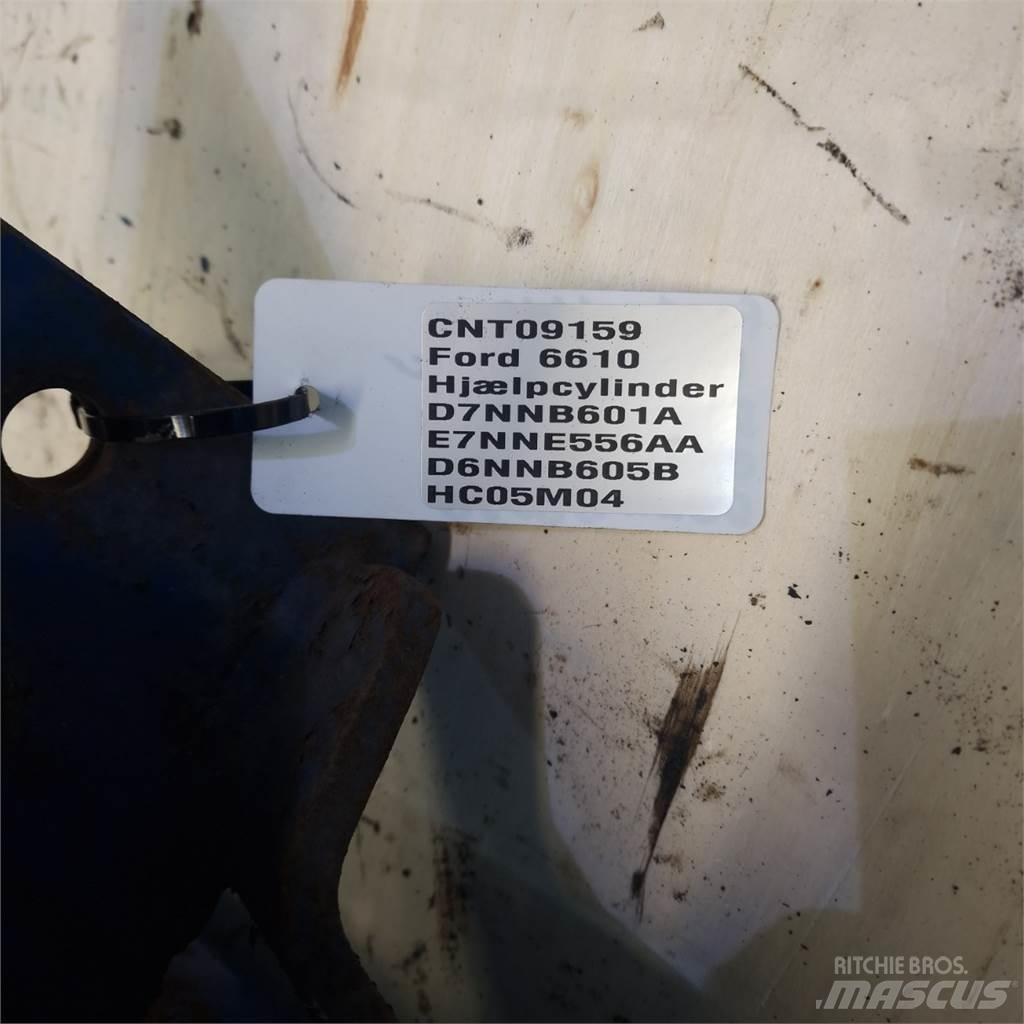 CNT09159
Ford 6610
Hjælpcylinder
D7NNB601A
E7NNE556AA
D6NNB605B
HC05M04
RITCHIE BROS.
MASCUS